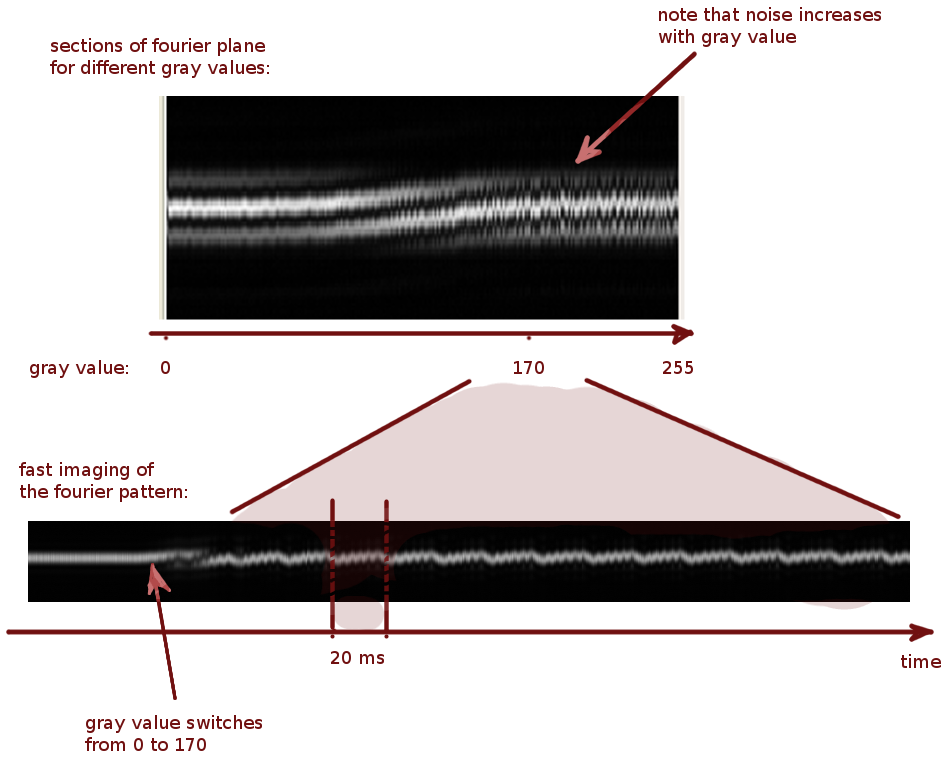 note that noise increases
with gray value
sections of fourier plane
for different gray values:
gray value: 0 170 255
fast imaging of
the fourier pattern:
20 ms
time
gray value switches
from 0 to 170